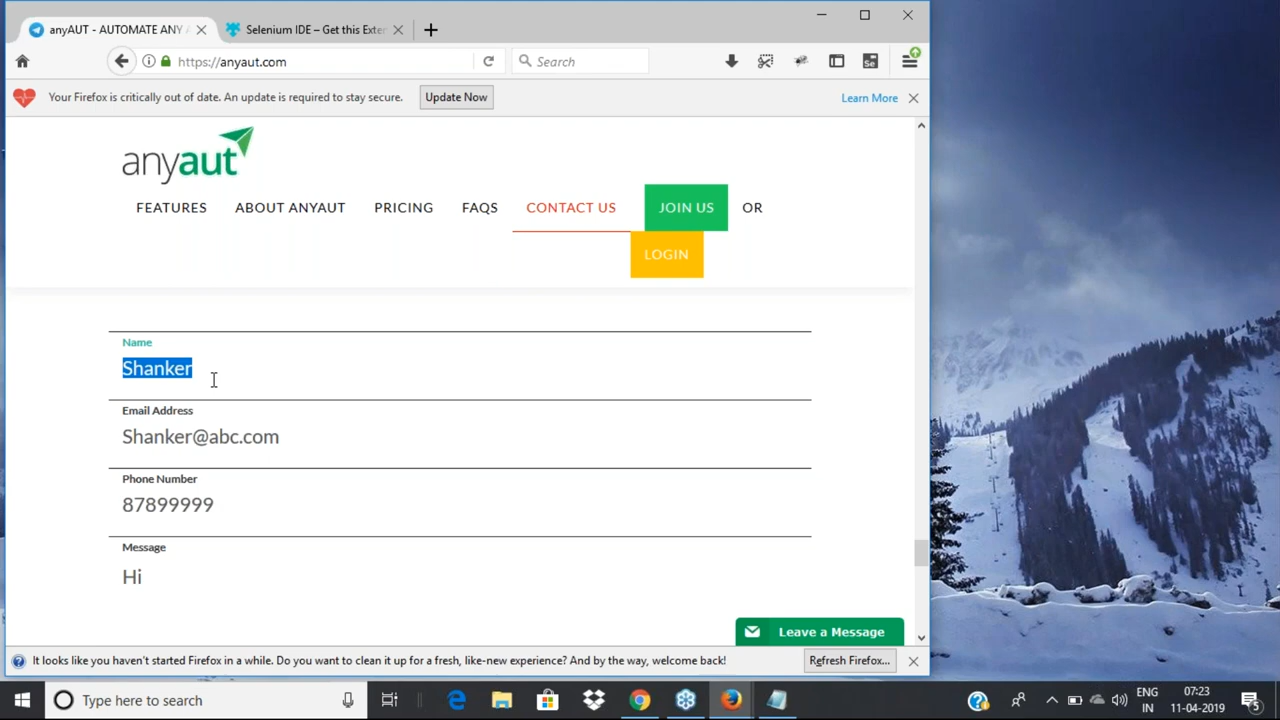 anyAUT - AUTOMATE ANY A
Selenium IDE – Get this Exten
https://anyaut.com
Search
Your Firefox is critically out of date. An update is required to stay secure.
Update Now
Learn More
anyaut
FEATURES
ABOUT ANYAUT
PRICING
FAQS
CONTACT US
JOIN US
OR
LOGIN
Name
Shanker
Email Address
Shanker@abc.com
Phone Number
87899999
Message
Hi
Leave a Message
It looks like you haven't started Firefox in a while. Do you want to clean it up for a fresh, like-new experience? And by the way, welcome back!
Refresh Firefox...
Type here to search
ENG
IN
07:23
11-04-2019
5